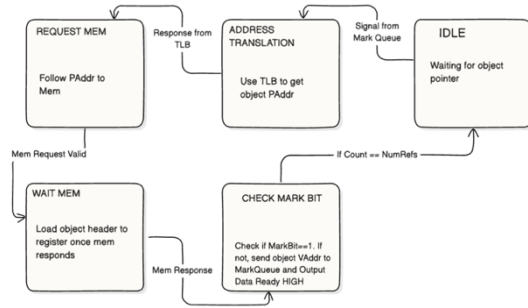 REQUEST MEM
Follow PAddr to
Mem
Response from
TLB
ADDRESS
TRANSLATION
Use TLB to get
object PAddr
Signal from
Mark Queue
IDLE
Waiting for object
pointer
Mem Request Valid
If Count == NumRefs
WAIT MEM
Load object header to
register once mem
responds
Mem Response
CHECK MARK BIT
Check if MarkBit==1. If
not, send object VAddr to
MarkQueue and Output
Data Ready HIGH